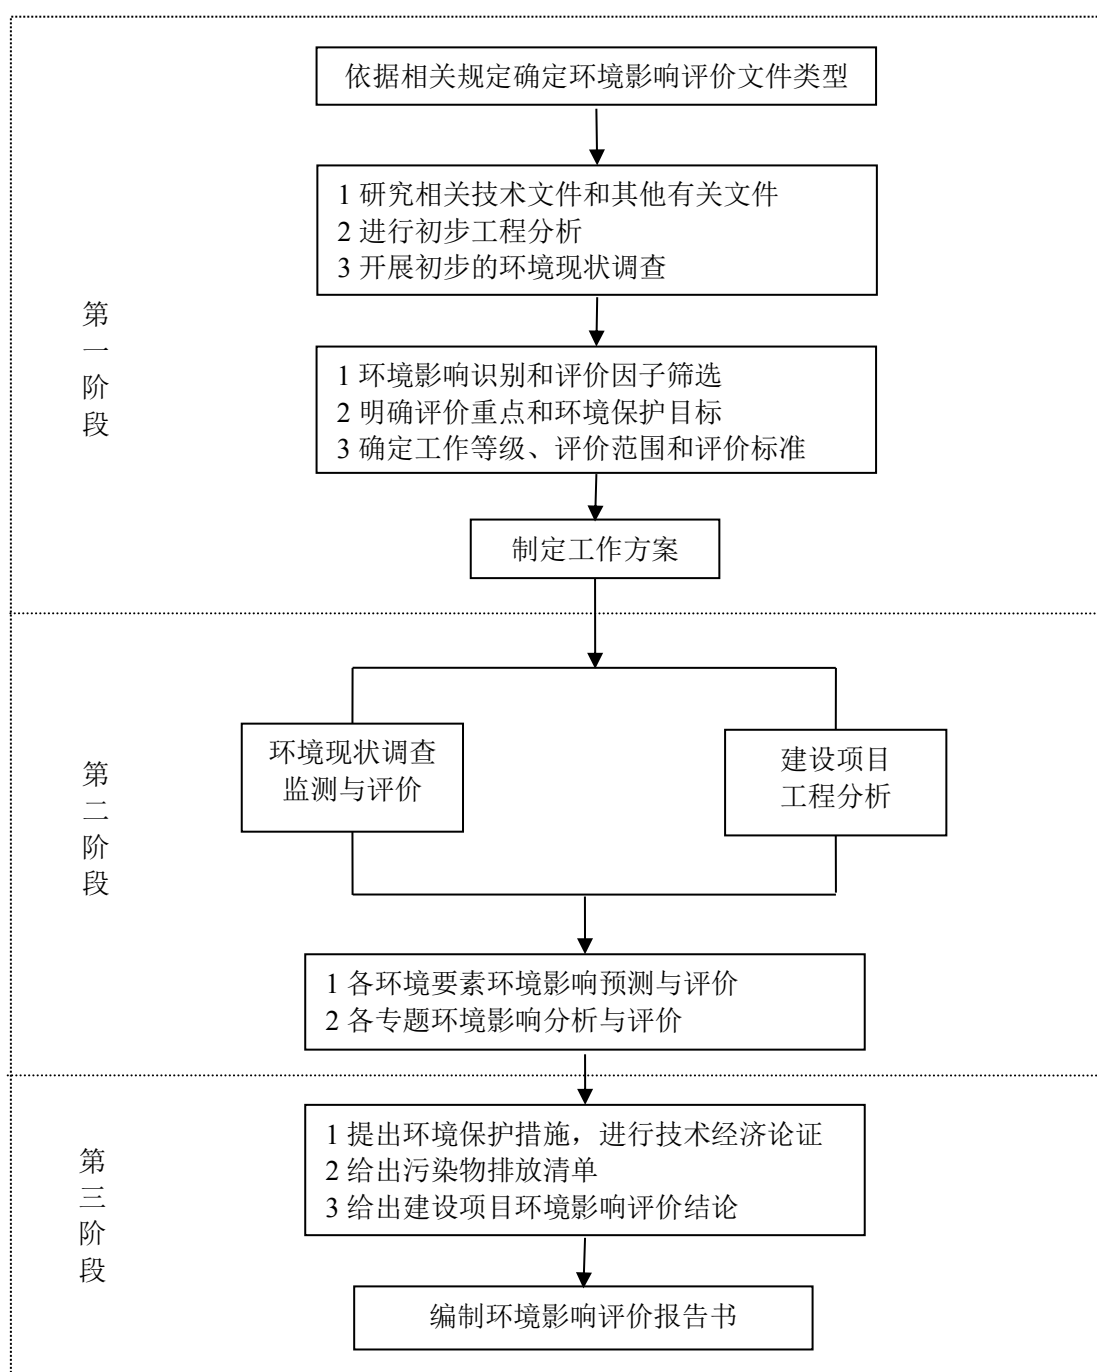 依据相关规定确定环境影响评价文件类型
1 研究相关技术文件和其他有关文件
2 进行初步工程分析
3 开展初步的环境现状调查
第一阶段
1 环境影响识别和评价因子筛选
2 明确评价重点和环境保护目标
3 确定工作等级、评价范围和评价标准
制定工作方案
第二阶段
环境现状调查
监测与评价
建设项目
工程分析
1 各环境要素环境影响预测与评价
2 各专题环境影响分析与评价
第三阶段
1 提出环境保护措施，进行技术经济论证
2 给出污染物排放清单
3 给出建设项目环境影响评价结论
编制环境影响评价报告书